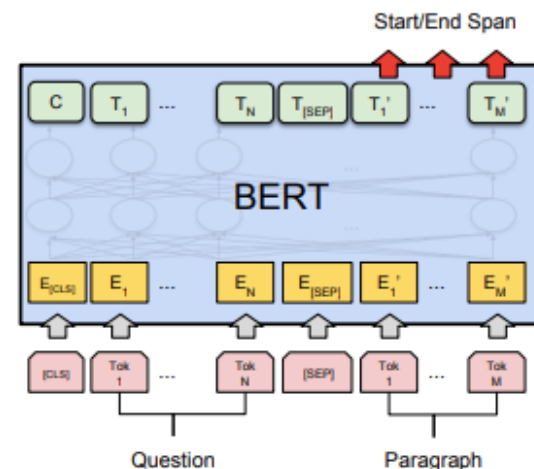 Start/End Span
C T1 ... TN T[SEP] T1' ... TM'
...
BERT
...
E[CLS] E1 ... EN E[SEP] E1' ... EM'
[CLS] Tok 1 ... Tok N [SEP] Tok 1 ... Tok M
Question Paragraph